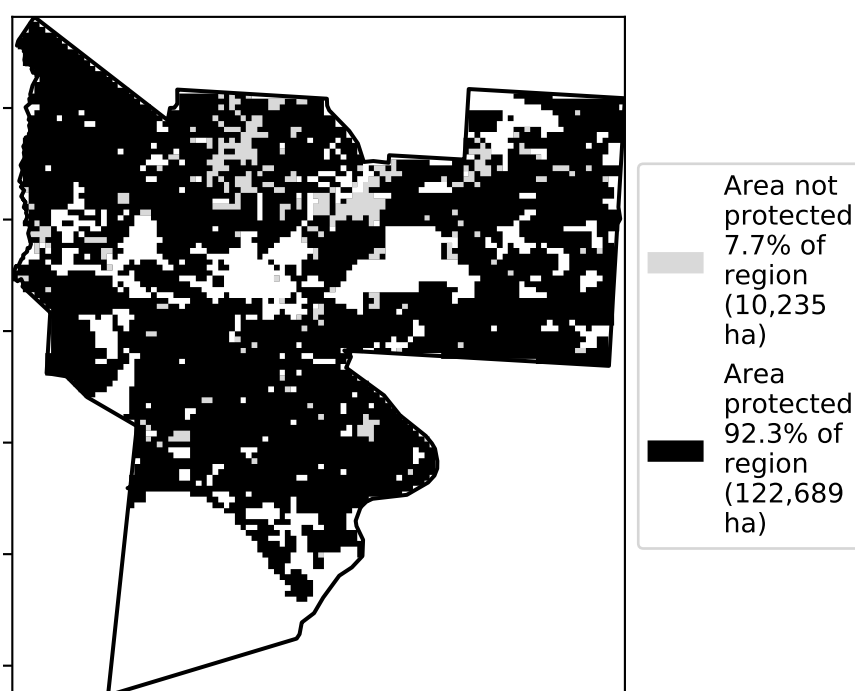 Area not
protected
7.7% of
region
(10,235
ha)
Area
protected
92.3% of
region
(122,689
ha)